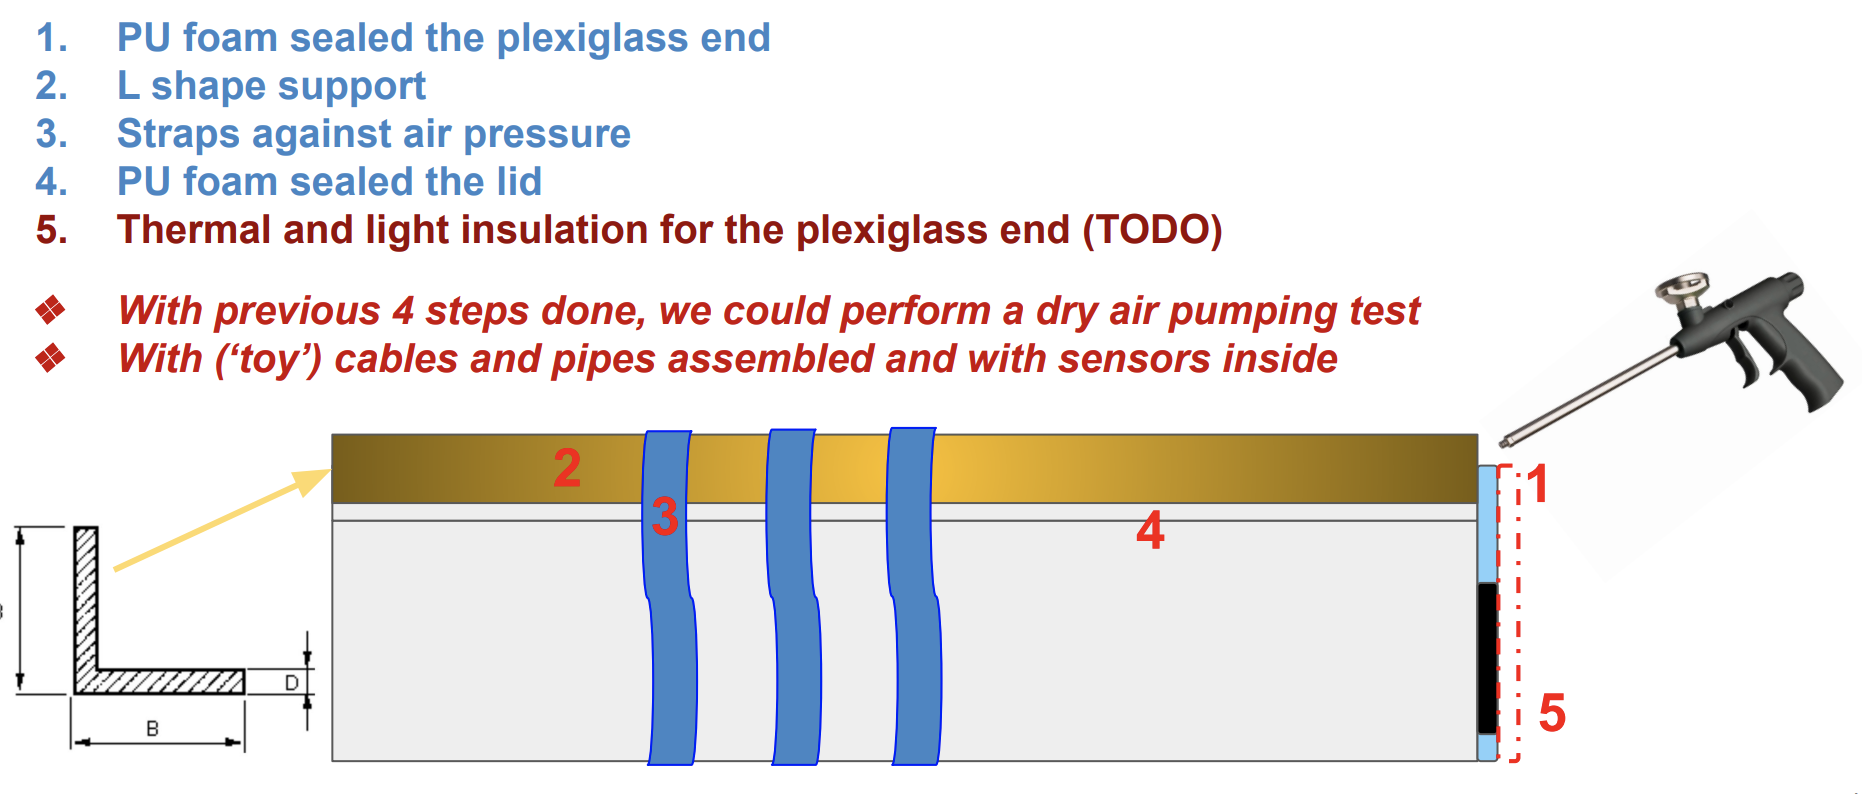 1. PU foam sealed the plexiglass end
2. L shape support
3. Straps against air pressure
4. PU foam sealed the lid
5. Thermal and light insulation for the plexiglass end (TODO)
❖ With previous 4 steps done, we could perform a dry air pumping test
❖ With (‘toy’) cables and pipes assembled and with sensors inside
2
1
3
4
D
B
5